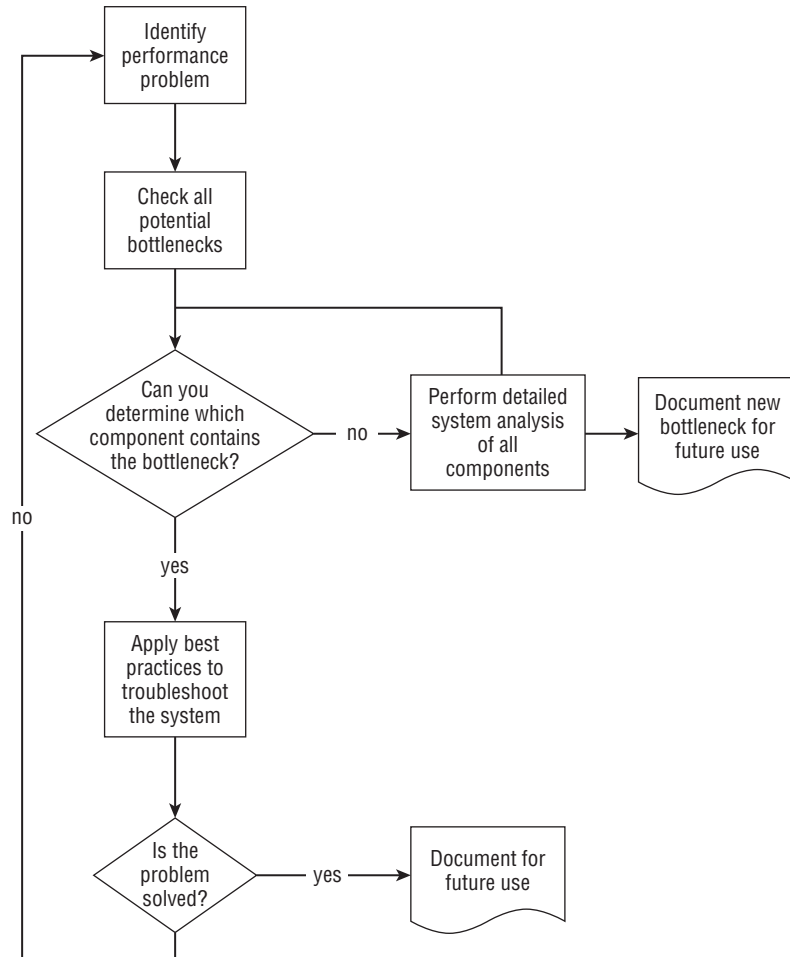 Identify
performance
problem
Check all
potential
bottlenecks
Can you
determine which
component contains
the bottleneck?
no
Perform detailed
system analysis
of all
components
Document new
bottleneck for
future use
no
yes
Apply best
practices to
troubleshoot
the system
Is the
problem
solved?
yes
Document for
future use